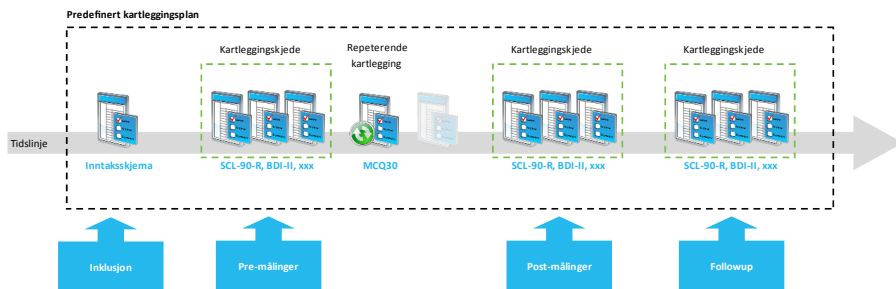 Predefinert kartleggingsplan
Kartleggingskjede
Repeterende
kartlegging
Kartleggingskjede
Kartleggingskjede
Tidslinje
Inntaksskjema
SCL-90-R, BDI-II, xxx
MCQ30
SCL-90-R, BDI-II, xxx
SCL-90-R, BDI-II, xxx
Inklusjon
Pre-målinger
Post-målinger
Followup